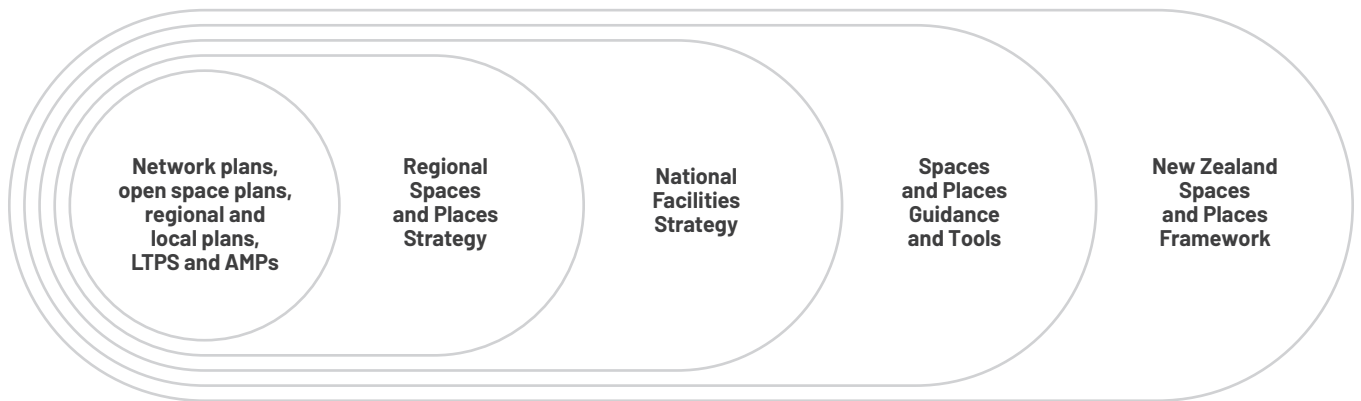 Network plans,
open space plans,
regional and
local plans,
LTPS and AMPs
Regional
Spaces
and Places
Strategy
National
Facilities
Strategy
Spaces
and Places
Guidance
and Tools
New Zealand
Spaces
and Places
Framework